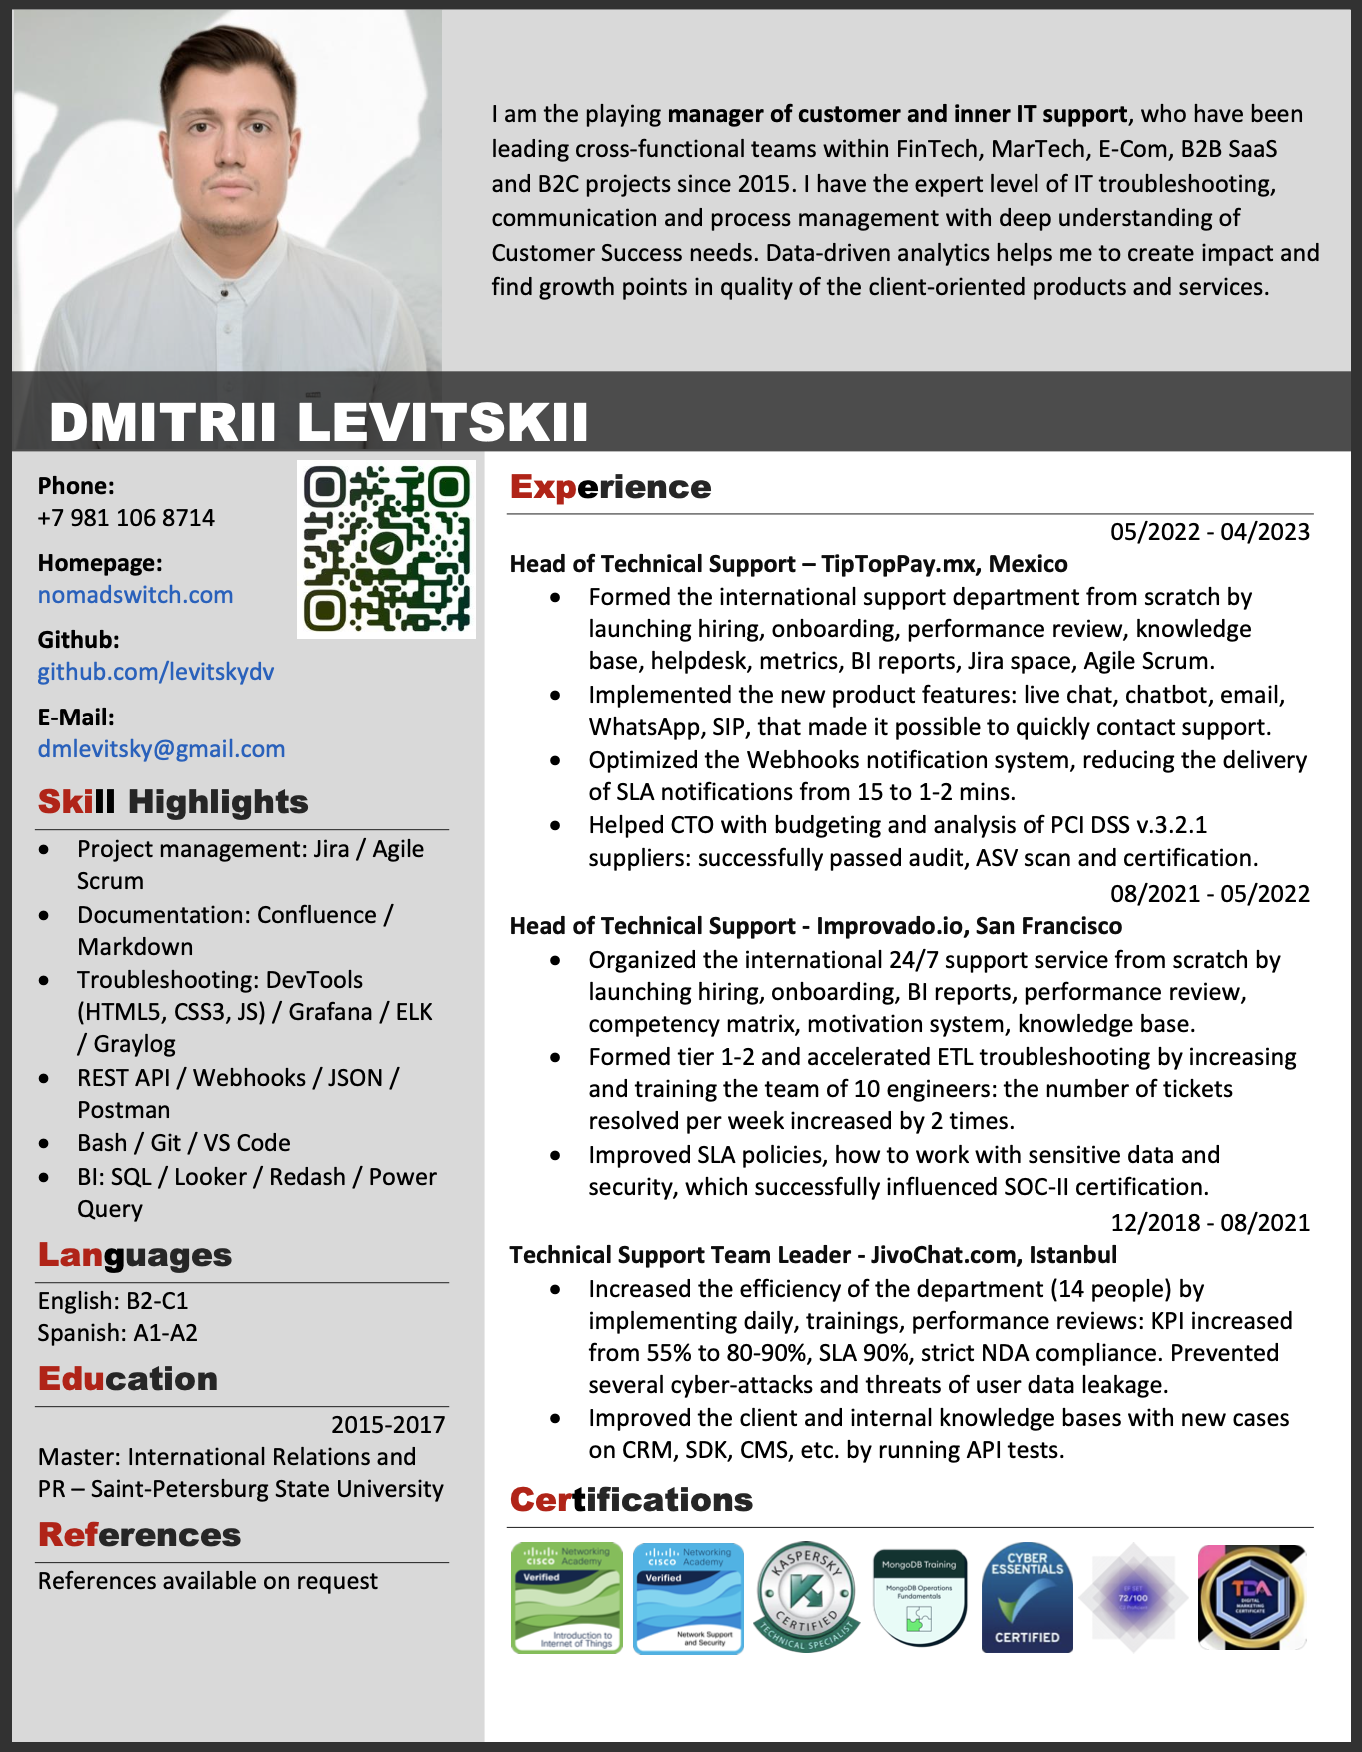 I am the playing manager of customer and inner IT support, who have been
leading cross-functional teams within FinTech, MarTech, E-Com, B2B SaaS
and B2C projects since 2015. I have the expert level of IT troubleshooting,
communication and process management with deep understanding of
Customer Success needs. Data-driven analytics helps me to create impact and
find growth points in quality of the client-oriented products and services.
DMITRII LEVITSKII
Phone:
+7 981 106 8714
Homepage:
nomadswitch.com
Github:
github.com/levitskydv
E-Mail:
dmlevitsky@gmail.com
Skill Highlights
• Project management: Jira / Agile
Scrum
• Documentation: Confluence /
Markdown
• Troubleshooting: DevTools
(HTML5, CSS3, JS) / Grafana / ELK
/ Graylog
• REST API / Webhooks / JSON /
Postman
• Bash / Git / VS Code
• BI: SQL / Looker / Redash / Power
Query
Languages
English: B2-C1
Spanish: A1-A2
Education
2015-2017
Master: International Relations and
PR – Saint-Petersburg State University
References
References available on request
Experience
05/2022 - 04/2023
Head of Technical Support – TipTopPay.mx, Mexico
• Formed the international support department from scratch by
launching hiring, onboarding, performance review, knowledge
base, helpdesk, metrics, BI reports, Jira space, Agile Scrum.
• Implemented the new product features: live chat, chatbot, email,
WhatsApp, SIP, that made it possible to quickly contact support.
• Optimized the Webhooks notification system, reducing the delivery
of SLA notifications from 15 to 1-2 mins.
• Helped CTO with budgeting and analysis of PCI DSS v.3.2.1
suppliers: successfully passed audit, ASV scan and certification.
08/2021 - 05/2022
Head of Technical Support - Improvado.io, San Francisco
• Organized the international 24/7 support service from scratch by
launching hiring, onboarding, BI reports, performance review,
competency matrix, motivation system, knowledge base.
• Formed tier 1-2 and accelerated ETL troubleshooting by increasing
and training the team of 10 engineers: the number of tickets
resolved per week increased by 2 times.
• Improved SLA policies, how to work with sensitive data and
security, which successfully influenced SOC-II certification.
12/2018 - 08/2021
Technical Support Team Leader - JivoChat.com, Istanbul
• Increased the efficiency of the department (14 people) by
implementing daily, trainings, performance reviews: KPI increased
from 55% to 80-90%, SLA 90%, strict NDA compliance. Prevented
several cyber-attacks and threats of user data leakage.
• Improved the client and internal knowledge bases with new cases
on CRM, SDK, CMS, etc. by running API tests.
Certifications
CISCO Networking
Academy
Verified
Introduction to
Internet of Things
CISCO Networking
Academy
Verified
Network Support
and Security
KASPERSKY
CERTIFIED
TECHNICAL SPECIALIST
MongoDB Training
MongoDB Operations
Fundamentals
CYBER
ESSENTIALS
CERTIFIED
EF SET
72/100
TDA
DIGITAL
MARKETING
CERTIFICATE